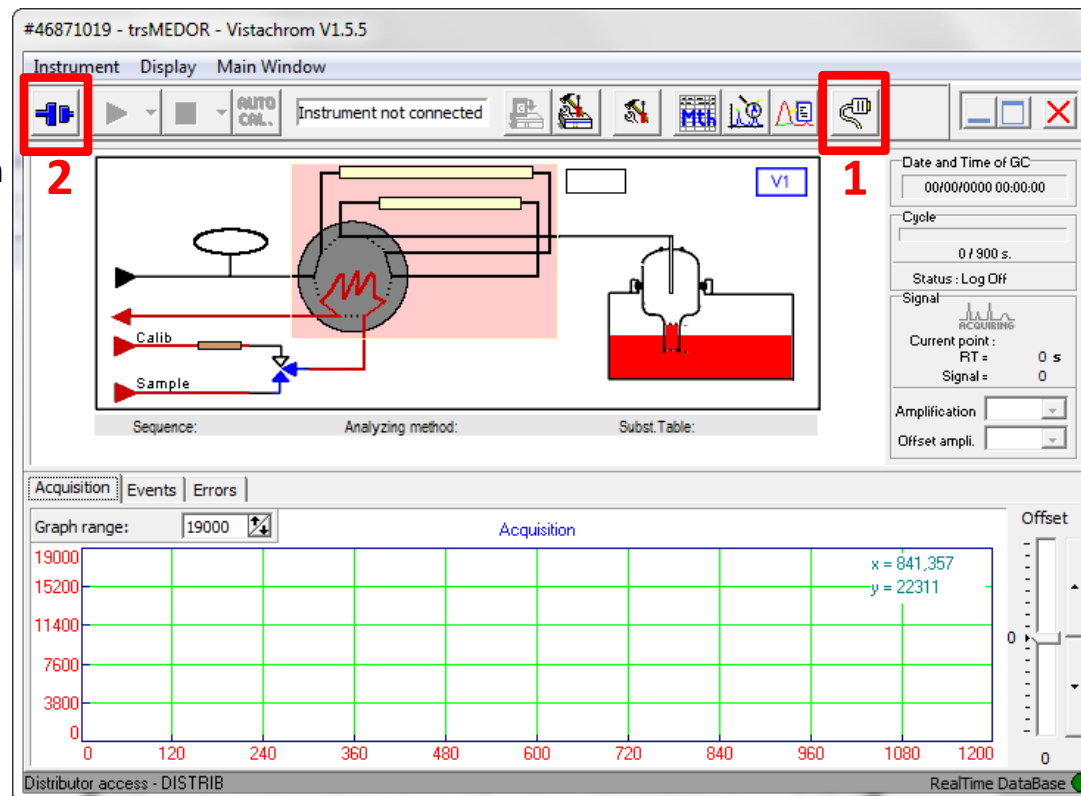 #46871019 - trsMEDOR - Vistachrom V1.5.5
Instrument Display Main Window
AUTO CAL. Instrument not connected Mth
2
1
V1
Calib
Sample
Sequence: Analyzing method: Subst.Table:
Date and Time of GC
00/00/0000 00:00:00
Cycle
0 / 900 s.
Status : Log Off
Signal
ACQUIRING
Current point :
RT = 0 s
Signal = 0
Amplification
Offset ampli.
Acquisition Events Errors
Graph range: 19000
Acquisition
Offset
x = 841,357
y = 22311
19000
15200
11400
7600
3800
0
0 120 240 360 480 600 720 840 960 1080 1200
0
0
Distributor access - DISTRIB RealTime DataBase